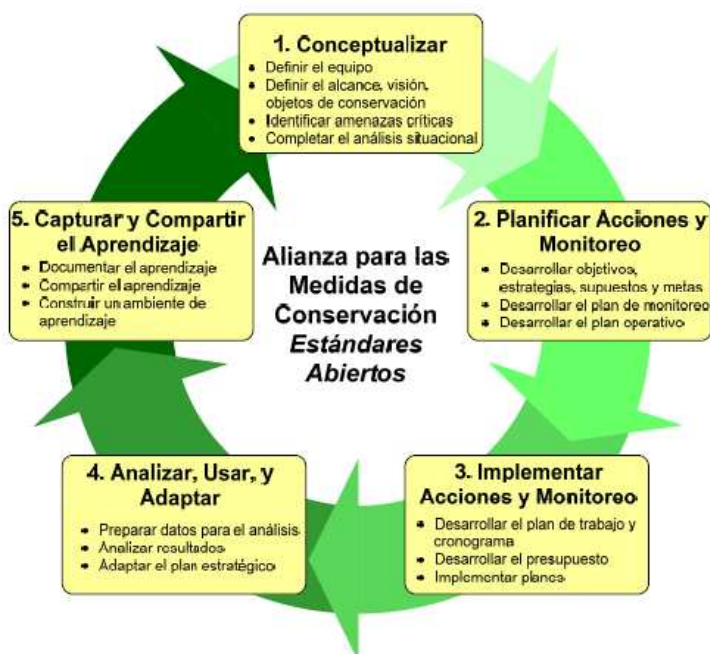 1. Conceptualizar
• Definir el equipo
• Definir el alcance, visión,
objetos de conservación
• Identificar amenazas críticas
• Completar el análisis situacional
2. Planificar Acciones y
Monitoreo
• Desarrollar objetivos,
estrategias, supuestos y metas
• Desarrollar el plan de monitoreo
• Desarrollar el plan operativo
3. Implementar
Acciones y Monitoreo
• Desarrollar el plan de trabajo y
cronograma
• Desarrollar el presupuesto
• Implementar planes
4. Analizar, Usar, y
Adaptar
• Preparar datos para el análisis
• Analizar resultados
• Adaptar el plan estratégico
5. Capturar y Compartir
el Aprendizaje
• Documentar el aprendizaje
• Compartir el aprendizaje
• Construir un ambiente de
aprendizaje
Alianza para las
Medidas de
Conservación
Estándares
Abiertos